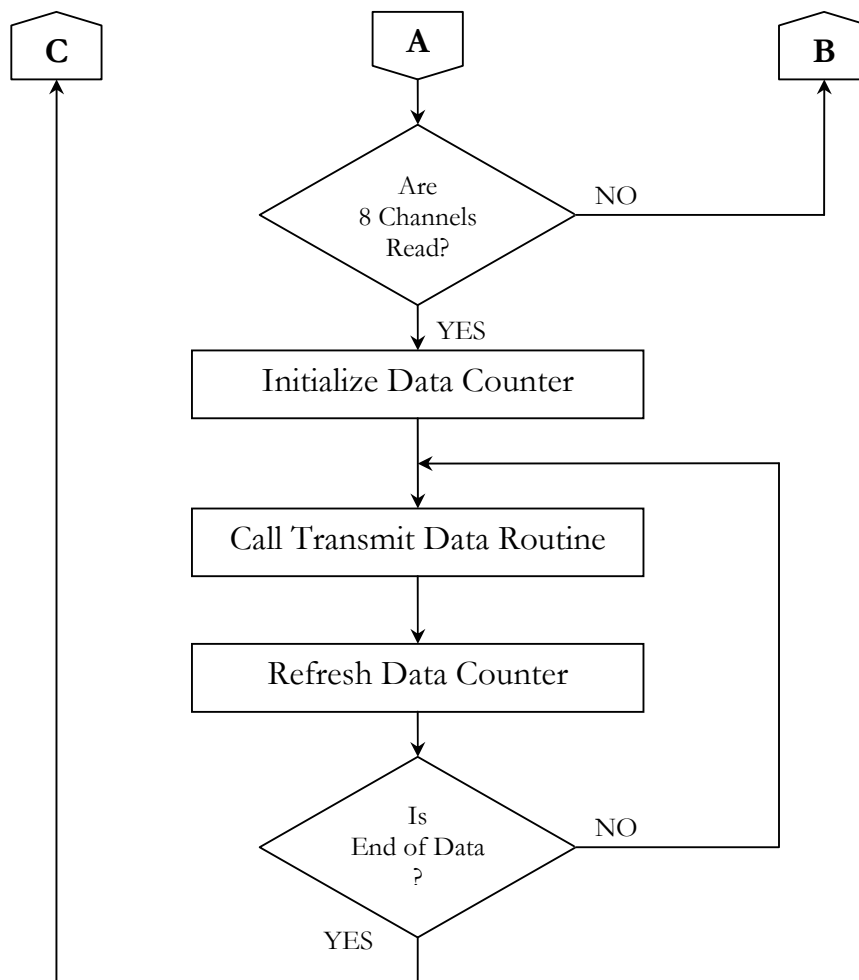 C
A
B
Are
8 Channels
Read?
NO
YES
Initialize Data Counter
Call Transmit Data Routine
Refresh Data Counter
Is
End of Data
?
NO
YES